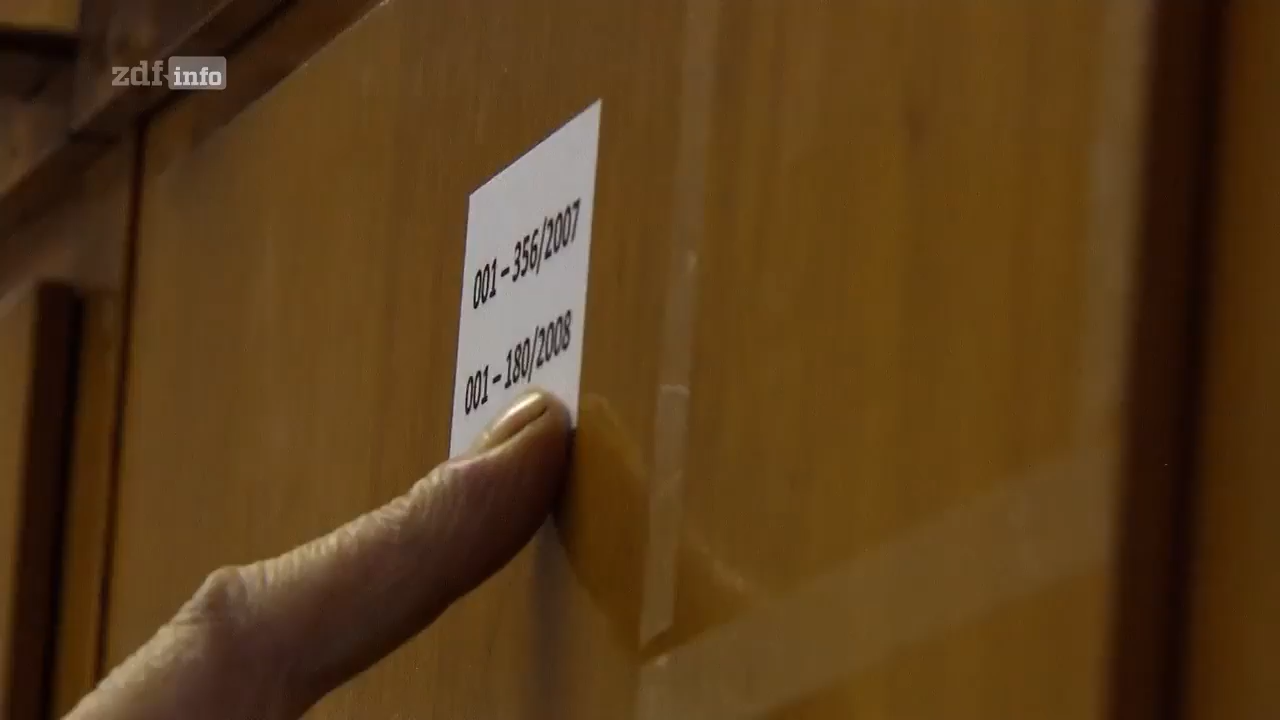 zdf info
001 – 356/2007
001 – 180/2008